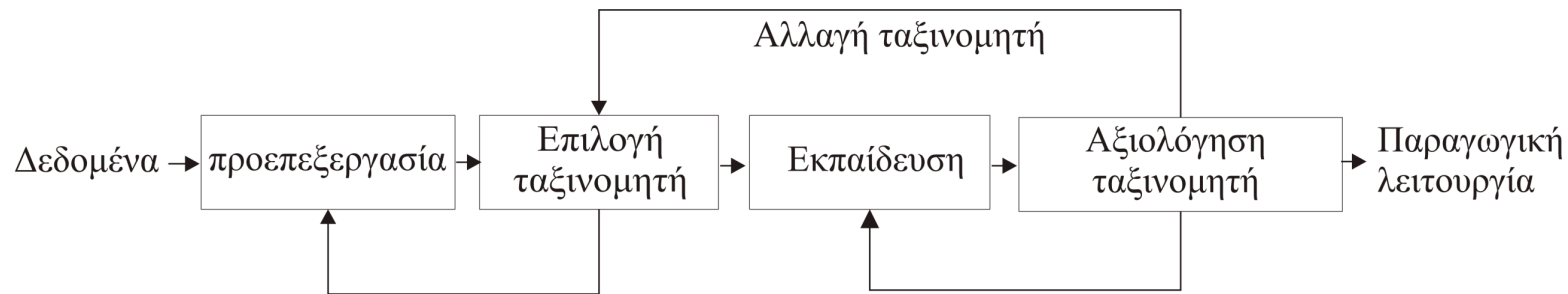 Αλλαγή ταξινομητή
Δεδομένα
προεπεξεργασία
Επιλογή
ταξινομητή
Εκπαίδευση
Αξιολόγηση
ταξινομητή
Παραγωγική
λειτουργία